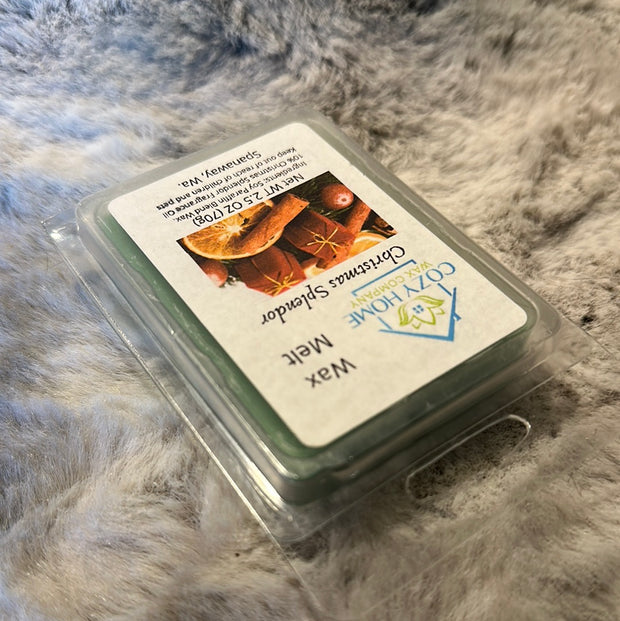 COZY HOME
WAX COMPANY
Wax
Melt
Christmas Splendor
Net WT 2.5 OZ (70g)
Ingredients: Soy Paraffin Blend Wax.
10% Christmas Splendor Fragrance Oil
Keep out of reach of children and pets
Spanaway, Wa.